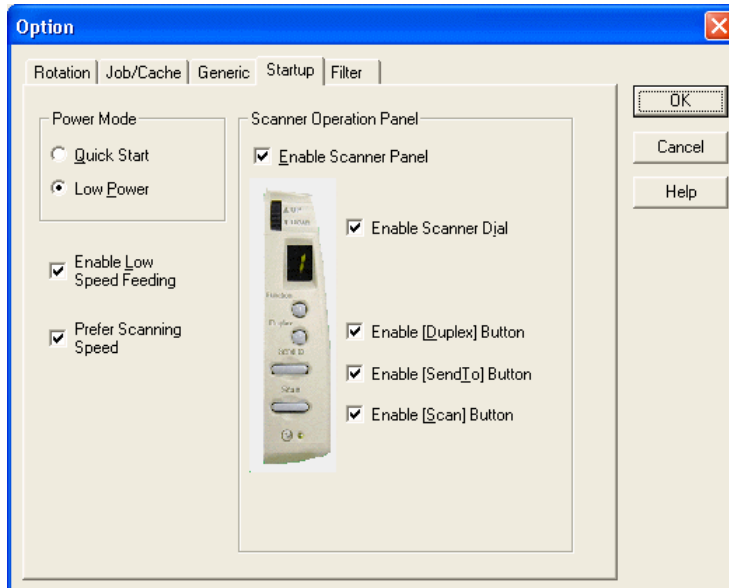 Option
Rotation Job/Cache Generic Startup Filter
Power Mode
Quick Start
Low Power
Enable Low
Speed Feeding
Prefer Scanning
Speed
Scanner Operation Panel
Enable Scanner Panel
Function
Duplex
Send to
Scan
Enable Scanner Dial
Enable [Duplex] Button
Enable [SendTo] Button
Enable [Scan] Button
OK
Cancel
Help